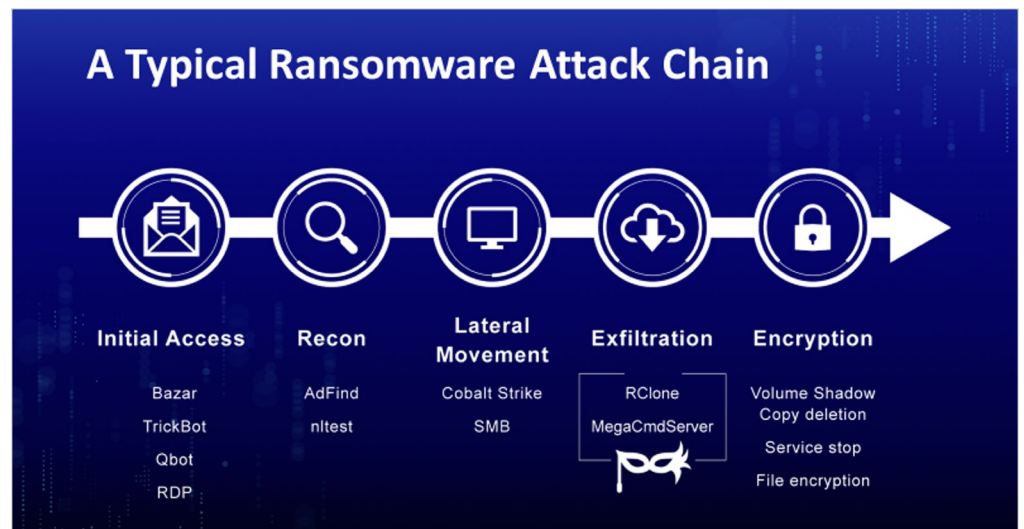 A Typical Ransomware Attack Chain
Initial Access
Bazar
TrickBot
Qbot
RDP
Recon
AdFind
nltest
Lateral
Movement
Cobalt Strike
SMB
Exfiltration
RClone
MegaCmdServer
Encryption
Volume Shadow
Copy deletion
Service stop
File encryption